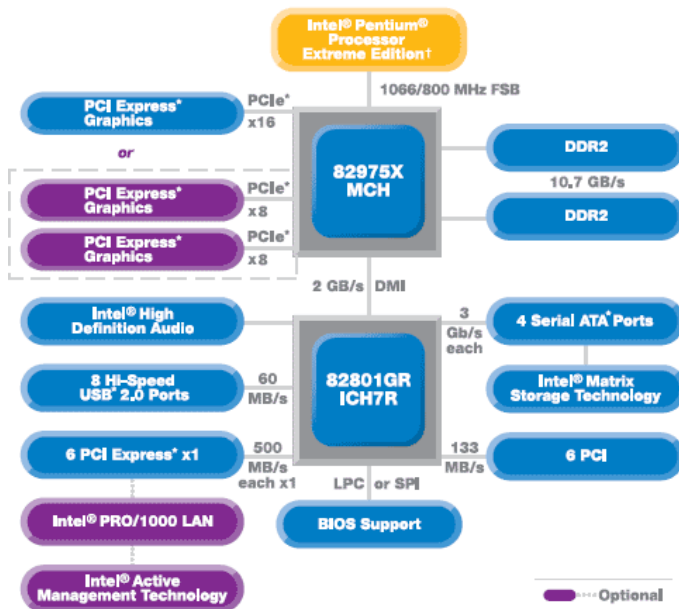 Intel® Pentium®
Processor
Extreme Edition†
1066/800 MHz FSB
PCI Express*
Graphics
PCIe*
x16
or
PCI Express*
Graphics
PCIe*
x8
PCI Express*
Graphics
PCIe*
x8
82975X
MCH
DDR2
10.7 GB/s
DDR2
2 GB/s
DMI
Intel® High
Definition Audio
8 Hi-Speed
USB* 2.0 Ports
60
MB/s
6 PCI Express* x1
500
MB/s
each x1
82801GR
ICH7R
3
Gb/s
each
4 Serial ATA* Ports
Intel® Matrix
Storage Technology
133
MB/s
6 PCI
LPC or SPI
BIOS Support
Intel® PRO/1000 LAN
Intel® Active
Management Technology
Optional